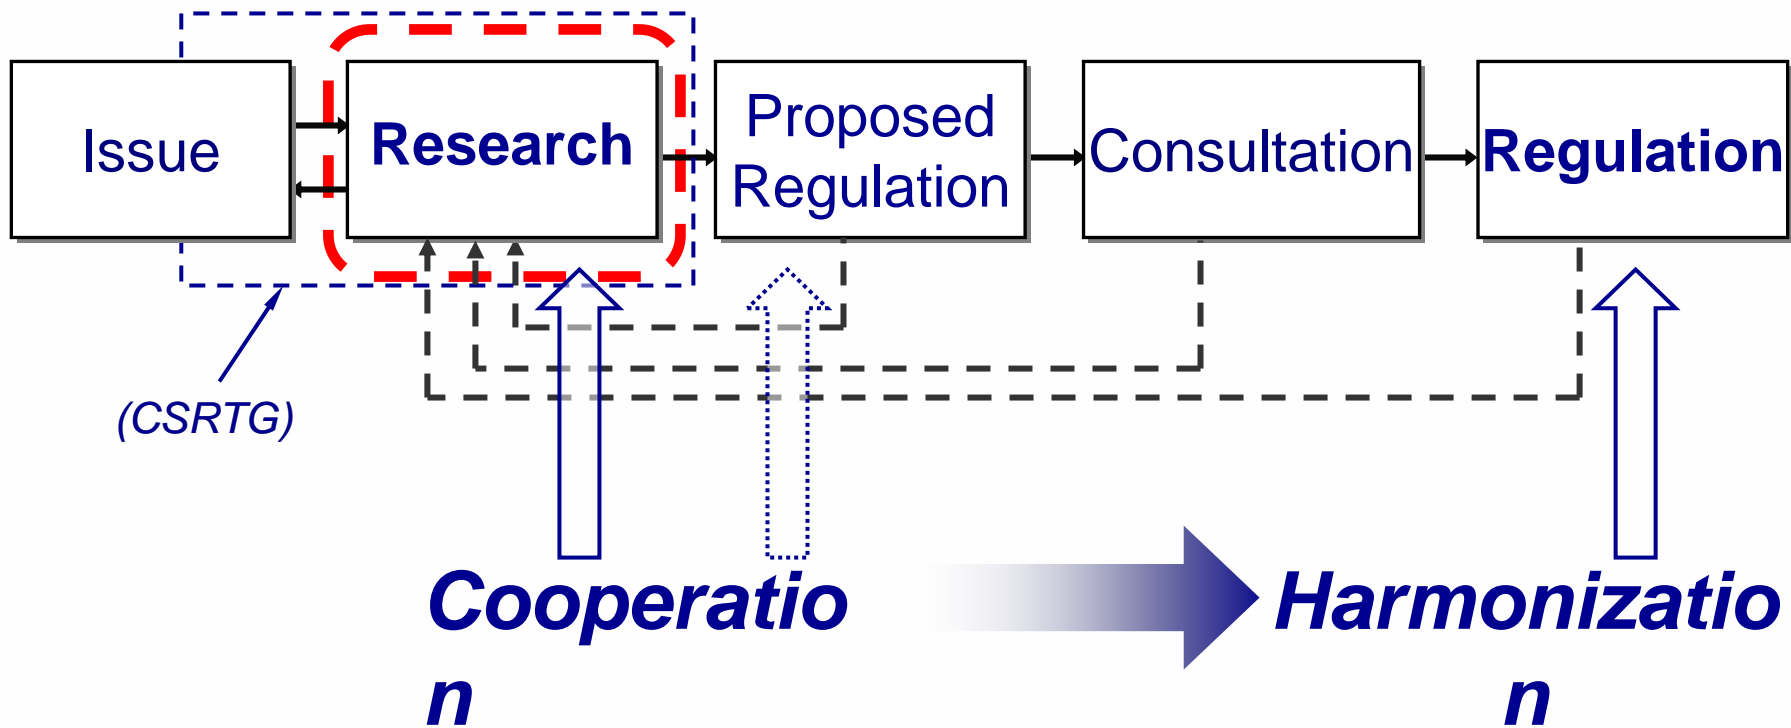 Issue
Research
Proposed
Regulation
Consultation
Regulation
(CSRTG)
Cooperatio
n
Harmonizatio
n